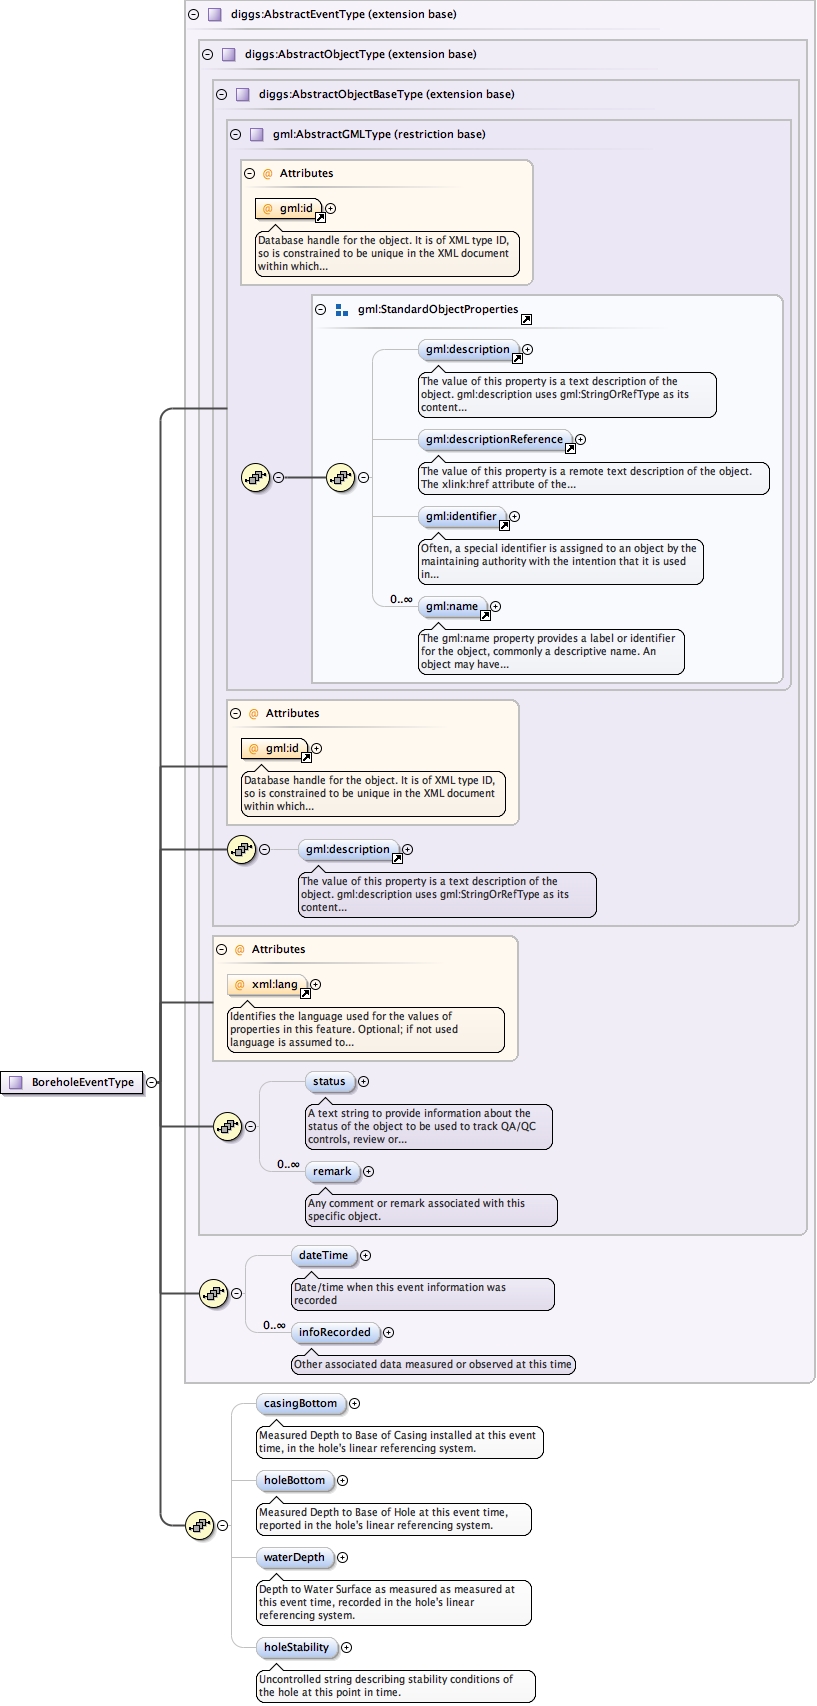 diggs:AbstractEventType (extension base)
diggs:AbstractObjectType (extension base)
diggs:AbstractObjectBaseType (extension base)
gml:AbstractGMLType (restriction base)
@ Attributes
@ gml:id
Database handle for the object. It is of XML type ID,
so is constrained to be unique in the XML document
within which...
gml:StandardObjectProperties
gml:description
The value of this property is a text description of the
object. gml:description uses gml:StringOrRefType as its
content...
gml:descriptionReference
The value of this property is a remote text description of the object.
The xlink:href attribute of the...
gml:identifier
Often, a special identifier is assigned to an object by the
maintaining authority with the intention that it is used
in...
0..∞
gml:name
The gml:name property provides a label or identifier
for the object, commonly a descriptive name. An
object may have...
@ Attributes
@ gml:id
Database handle for the object. It is of XML type ID,
so is constrained to be unique in the XML document
within which...
gml:description
The value of this property is a text description of the
object. gml:description uses gml:StringOrRefType as its
content...
@ Attributes
@ xml:lang
Identifies the language used for the values of
properties in this feature. Optional; if not used
language is assumed to...
BoreholeEventType
status
A text string to provide information about the
status of the object to be used to track QA/QC
controls, review or...
0..∞
remark
Any comment or remark associated with this
specific object.
dateTime
Date/time when this event information was
recorded
0..∞
infoRecorded
Other associated data measured or observed at this time
casingBottom
Measured Depth to Base of Casing installed at this event
time, in the hole's linear referencing system.
holeBottom
Measured Depth to Base of Hole at this event time,
reported in the hole's linear referencing system.
waterDepth
Depth to Water Surface as measured as measured at
this event time, recorded in the hole's linear
referencing system.
holeStability
Uncontrolled string describing stability conditions of
the hole at this point in time.